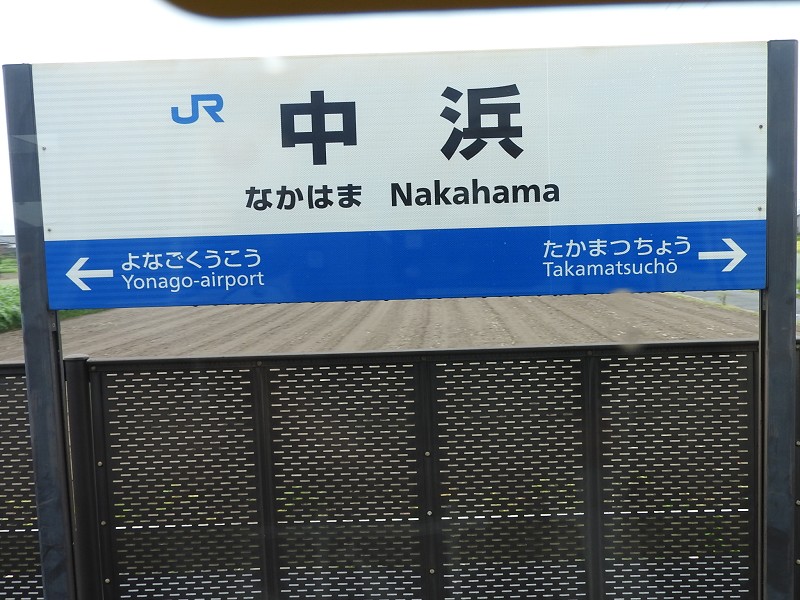 JR 中浜
なかはま Nakahama
← よなごくうこう
Yonago-airport
たかまつちょう →
Takamatsuchō